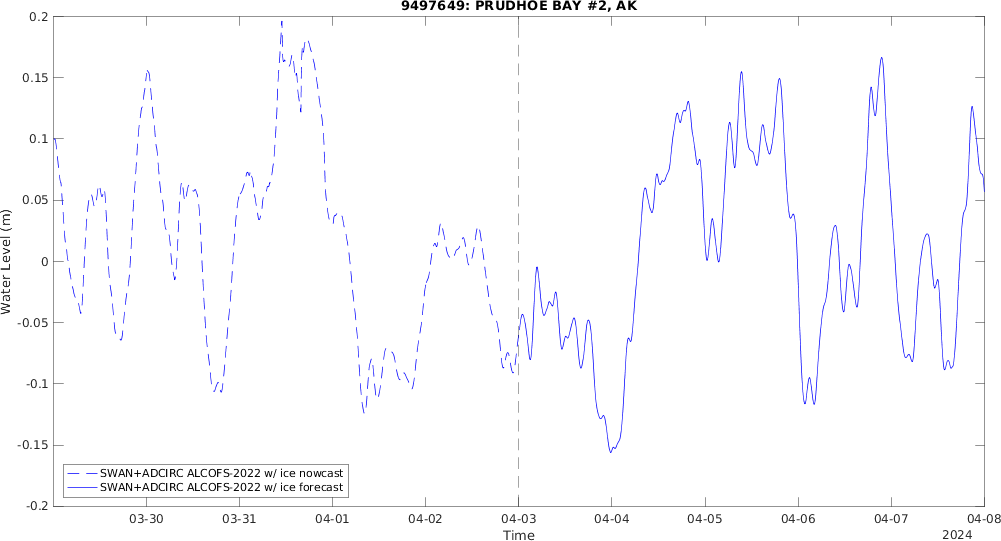 9497649: PRUDHOE BAY #2, AK
0.2
0.15
0.1
0.05
0
-0.05
-0.1
-0.15
-0.2
Water Level (m)
SWAN+ADCIRC ALCOFS-2022 w/ ice nowcast
SWAN+ADCIRC ALCOFS-2022 w/ ice forecast
03-30 03-31 04-01 04-02 04-03 04-04 04-05 04-06 04-07 04-08
Time
2024